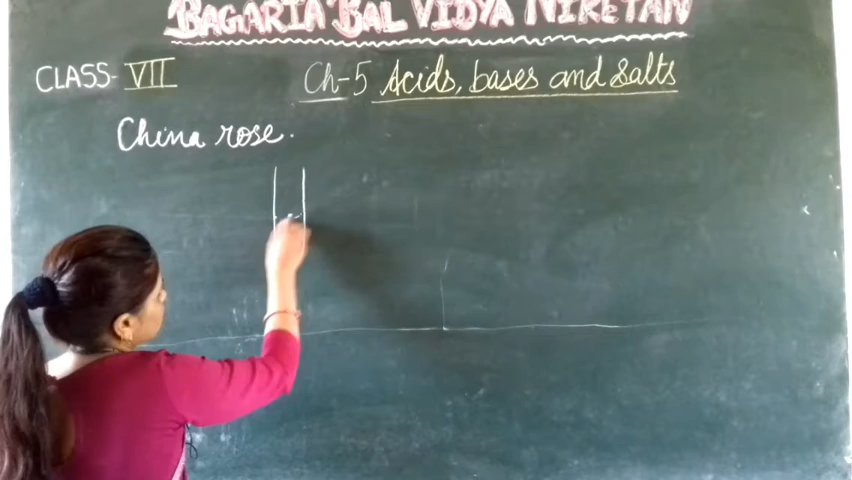 BAGARIA BAL VIDYA NIKETAN
CLASS- VII Ch-5 Acids, bases and Salts
China rose.